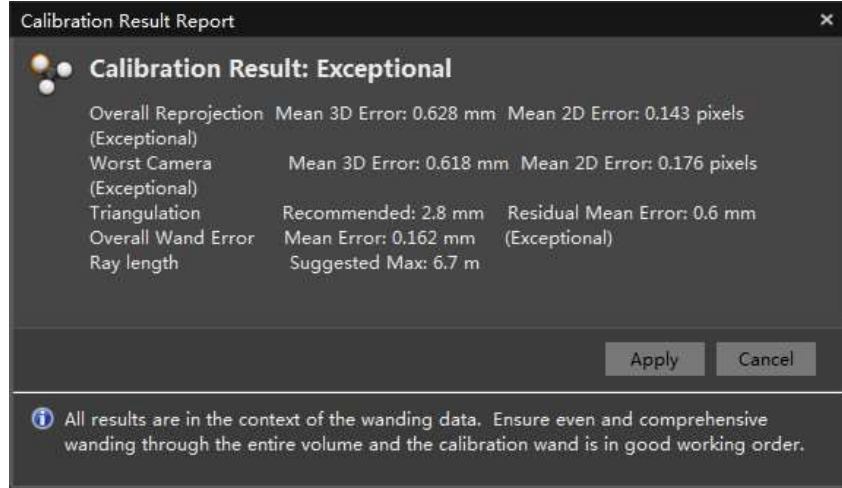 Calibration Result Report
Calibration Result: Exceptional
Overall Reprojection Mean 3D Error: 0.628 mm Mean 2D Error: 0.143 pixels
(Exceptional)
Worst Camera Mean 3D Error: 0.618 mm Mean 2D Error: 0.176 pixels
(Exceptional)
Triangulation Recommended: 2.8 mm Residual Mean Error: 0.6 mm
Overall Wand Error Mean Error: 0.162 mm (Exceptional)
Ray length Suggested Max: 6.7 m
Apply Cancel
All results are in the context of the wanding data. Ensure even and comprehensive
wanding through the entire volume and the calibration wand is in good working order.